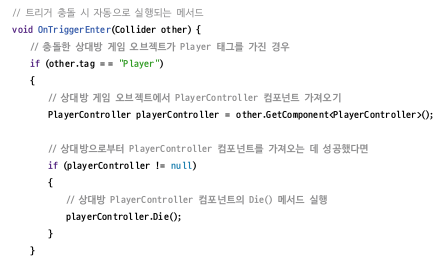 // 트리거 충돌 시 자동으로 실행되는 메서드
void OnTriggerEnter(Collider other) {
// 충돌한 상대방 게임 오브젝트가 Player 태그를 가진 경우
if (other.tag == "Player")
{
// 상대방 게임 오브젝트에서 PlayerController 컴포넌트 가져오기
PlayerController playerController = other.GetComponent<PlayerController>();
// 상대방으로부터 PlayerController 컴포넌트를 가져오는 데 성공했다면
if (playerController != null)
{
// 상대방 PlayerController 컴포넌트의 Die() 메서드 실행
playerController.Die();
}
}